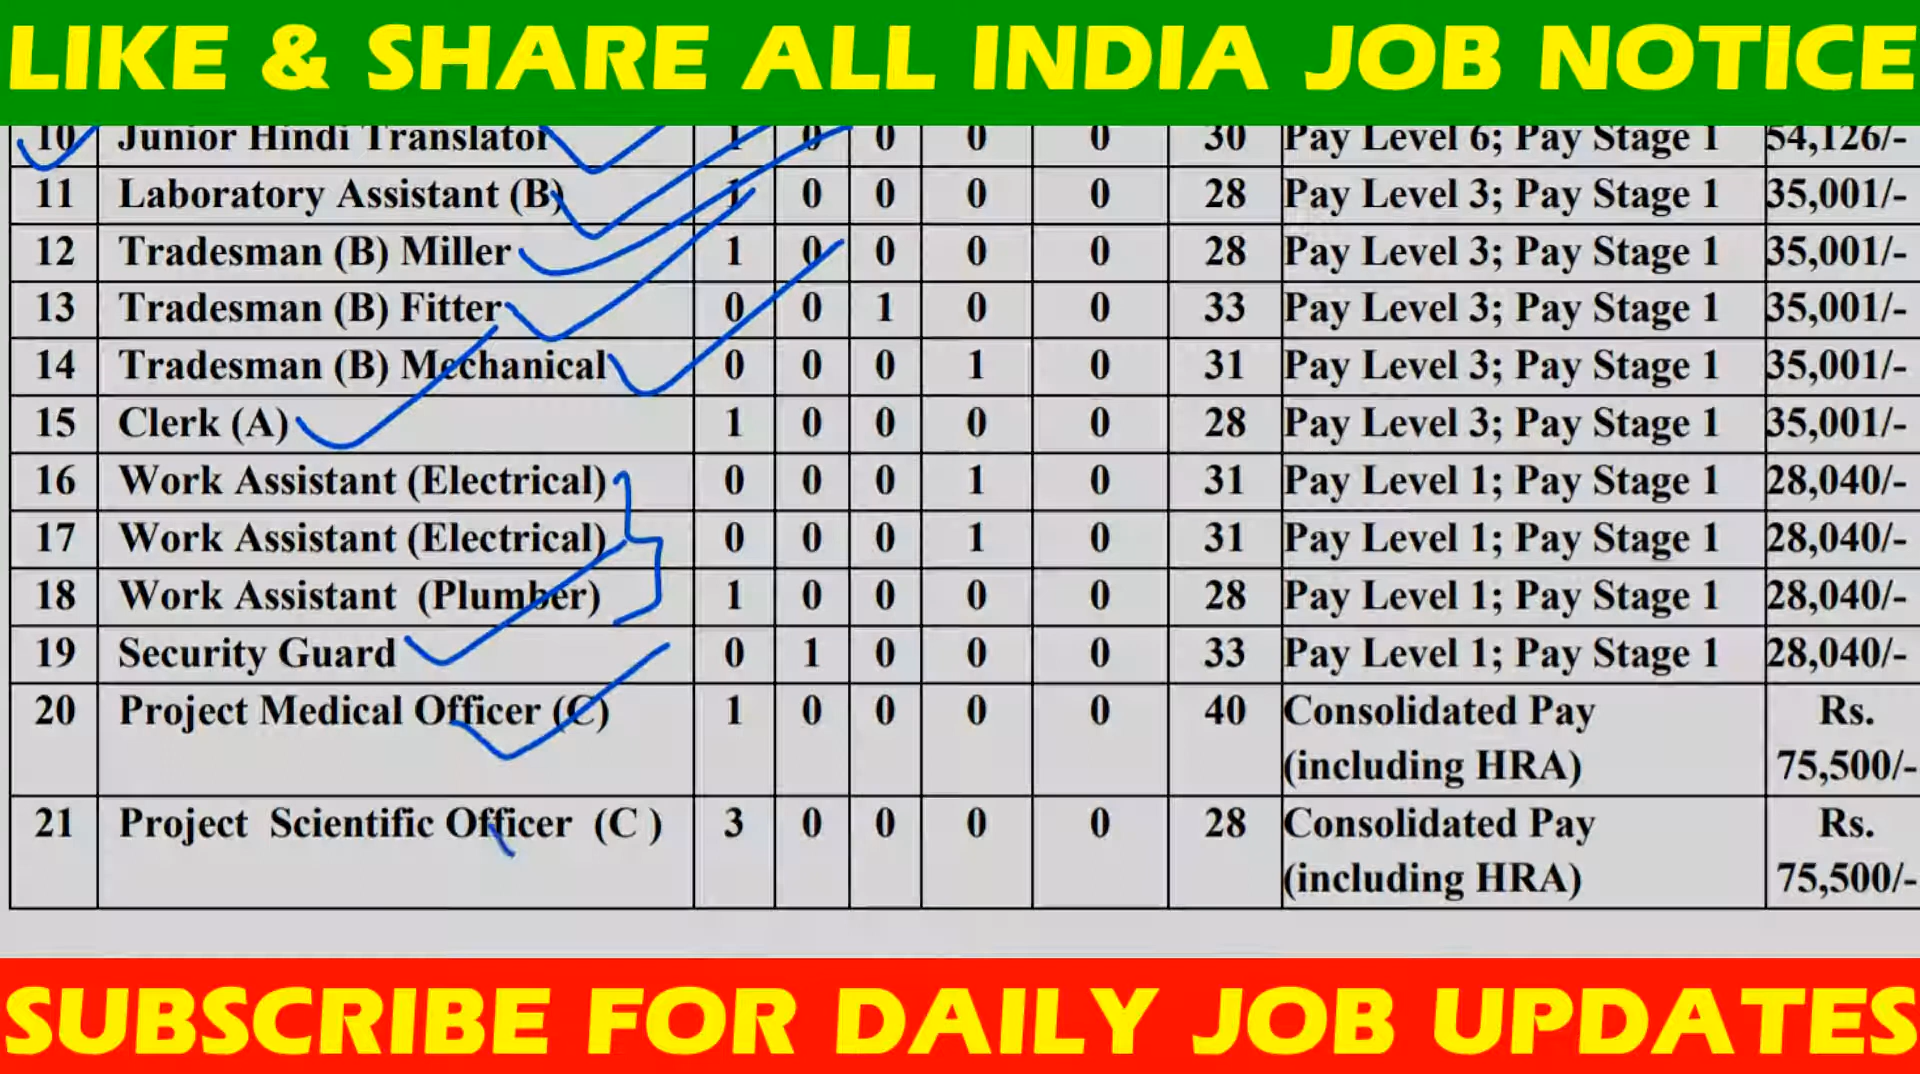 LIKE & SHARE ALL INDIA JOB NOTICE
10 Junior Hindi Translator 1 0 0 0 0 30 Pay Level 6; Pay Stage 1 54,126/-
11 Laboratory Assistant (B) 1 0 0 0 0 28 Pay Level 3; Pay Stage 1 35,001/-
12 Tradesman (B) Miller 1 0 0 0 0 28 Pay Level 3; Pay Stage 1 35,001/-
13 Tradesman (B) Fitter 0 0 1 0 0 33 Pay Level 3; Pay Stage 1 35,001/-
14 Tradesman (B) Mechanical 0 0 0 1 0 31 Pay Level 3; Pay Stage 1 35,001/-
15 Clerk (A) 1 0 0 0 0 28 Pay Level 3; Pay Stage 1 35,001/-
16 Work Assistant (Electrical) 0 0 0 1 0 31 Pay Level 1; Pay Stage 1 28,040/-
17 Work Assistant (Electrical) 0 0 0 1 0 31 Pay Level 1; Pay Stage 1 28,040/-
18 Work Assistant (Plumber) 1 0 0 0 0 28 Pay Level 1; Pay Stage 1 28,040/-
19 Security Guard 0 1 0 0 0 33 Pay Level 1; Pay Stage 1 28,040/-
20 Project Medical Officer (C) 1 0 0 0 0 40 Consolidated Pay Rs.
(including HRA) 75,500/-
21 Project Scientific Officer (C ) 3 0 0 0 0 28 Consolidated Pay Rs.
(including HRA) 75,500/-
SUBSCRIBE FOR DAILY JOB UPDATES